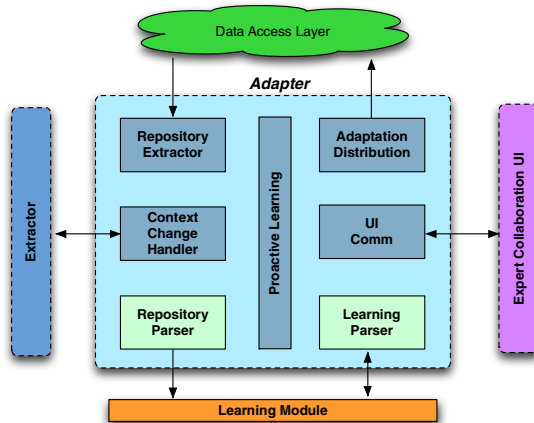 Data Access Layer
Adapter
Repository
Extractor
Adaptation
Distribution
Extractor
Context
Change
Handler
Proactive Learning
UI
Comm
Expert Collaboration UI
Repository
Parser
Learning
Parser
Learning Module